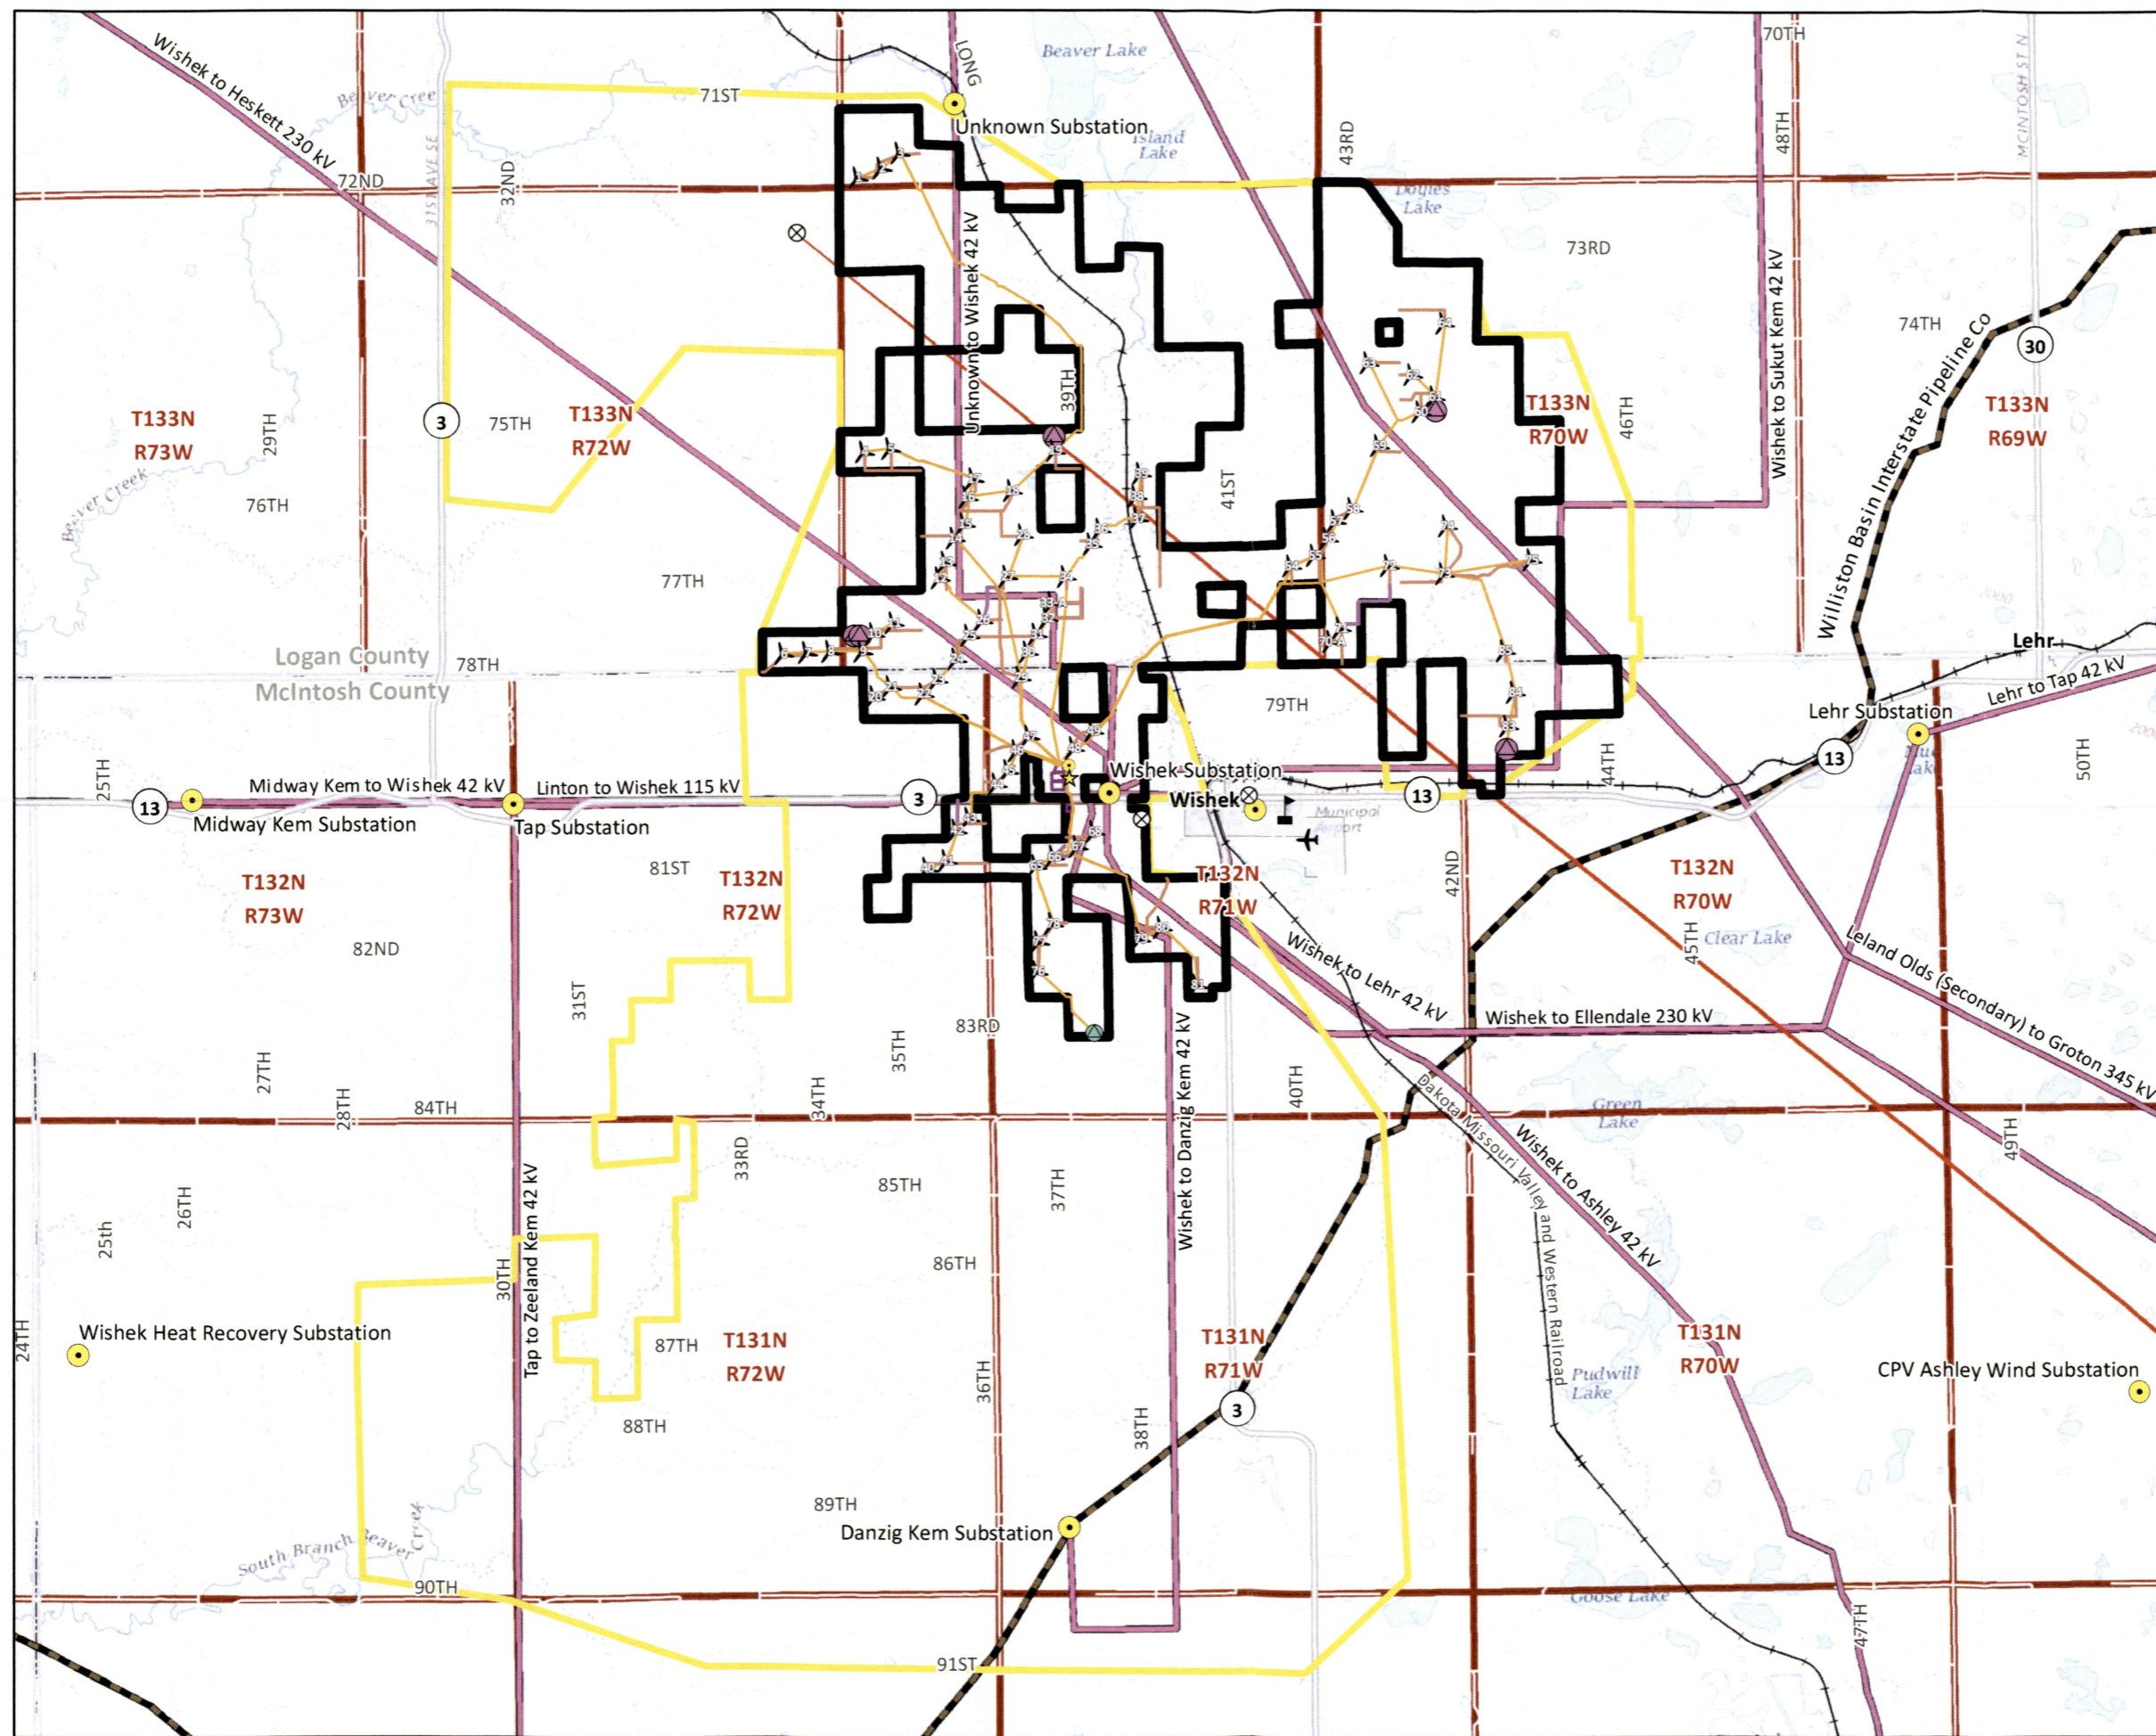 70TH
LONG
Beaver Lake
MCINTOSH ST N
Wishek to Heskett 230 kV
71ST
Unknown Substation
Island
Lake
43RD
48TH
31ST AVE SE
32ND
72ND
Doyles
Lake
73RD
Unknown to Wishek 42 kV
Wishek to Sukut Kem 42 kV
74TH
Williston Basin Interstate Pipeline Co
30
39TH
T133N
R73W
29TH
3
75TH
T133N
R72W
T133N
R70W
46TH
T133N
R69W
Beaver Creek
76TH
41ST
77TH
2000
Logan County
McIntosh County
78TH
Lehr
79TH
Lehr to Tap 42 kV
Lehr Substation
44TH
50TH
25TH
13
Midway Kem to Wishek 42 kV
Linton to Wishek 115 kV
3
Wishek Substation
Wishek
13
13
Midway Kem Substation
Tap Substation
Municipal
Airport
81ST
42ND
T132N
R73W
T132N
R72W
T132N
R71W
T132N
R70W
82ND
45TH
Clear Lake
Leland Olds (Secondary) to Groton 345 kV
31ST
Wishek to Lehr 42 kV
Wishek to Ellendale 230 kV
83RD
35TH
27TH
28TH
84TH
34TH
Wishek to Danzig Kem 42 kV
40TH
Green
Lake
Dakota Missouri Valley and Western Railroad
Wishek to Ashley 42 kV
49TH
33RD
85TH
37TH
26TH
25th
Tap to Zeeland Kem 42 kV
30TH
86TH
24TH
Wishek Heat Recovery Substation
87TH
T131N
R72W
T131N
R71W
T131N
R70W
36TH
Pudwill
Lake
CPV Ashley Wind Substation
3
88TH
38TH
89TH
Danzig Kem Substation
South Branch Beaver
Creek
90TH
Goose Lake
47TH
91ST